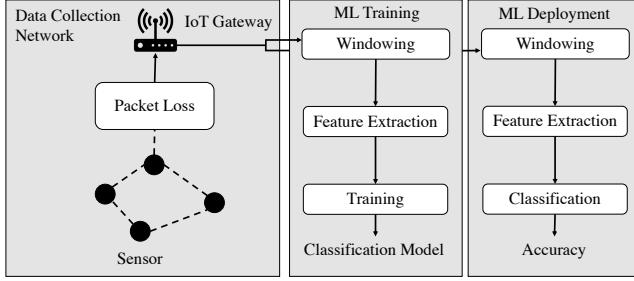 Data Collection
Network
IoT Gateway
Packet Loss
Sensor
ML Training
Windowing
Feature Extraction
Training
Classification Model
ML Deployment
Windowing
Feature Extraction
Classification
Accuracy